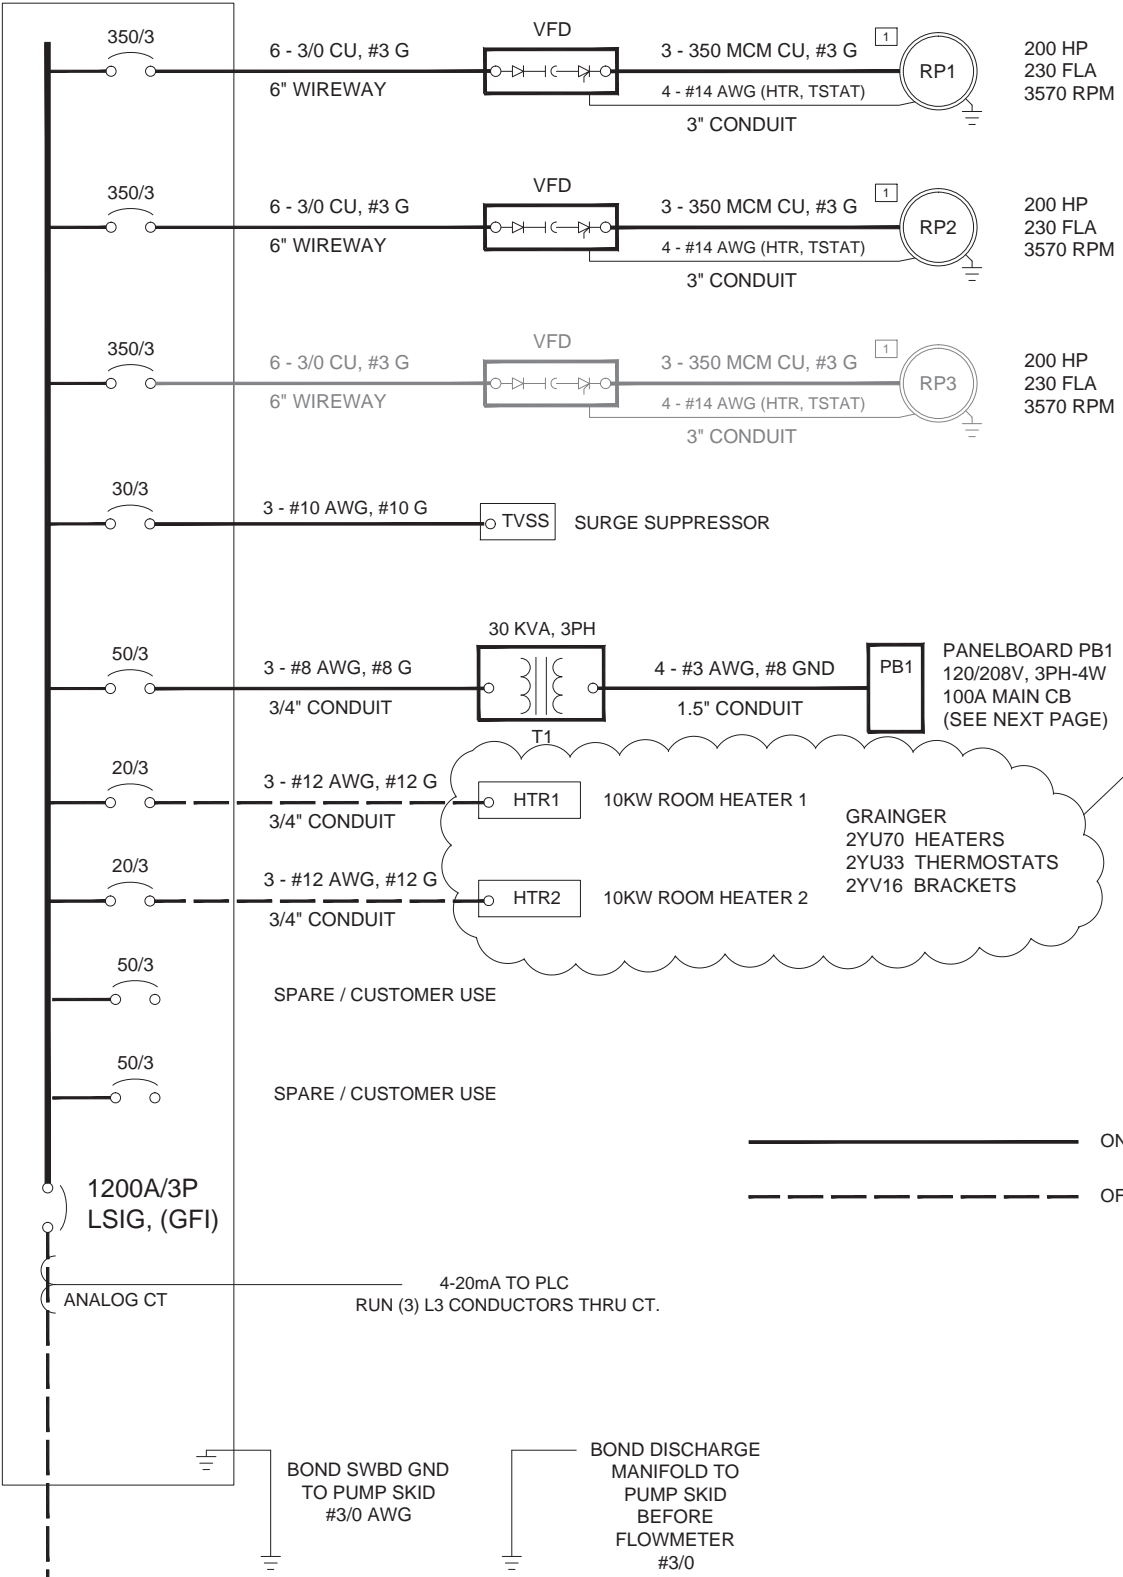 350/3
6 - 3/0 CU, #3 G
6" WIREWAY
VFD
3 - 350 MCM CU, #3 G
4 - #14 AWG (HTR, TSTAT)
3" CONDUIT
1
RP1
200 HP
230 FLA
3570 RPM
350/3
6 - 3/0 CU, #3 G
6" WIREWAY
VFD
3 - 350 MCM CU, #3 G
4 - #14 AWG (HTR, TSTAT)
3" CONDUIT
1
RP2
200 HP
230 FLA
3570 RPM
350/3
6 - 3/0 CU, #3 G
6" WIREWAY
VFD
3 - 350 MCM CU, #3 G
4 - #14 AWG (HTR, TSTAT)
3" CONDUIT
1
RP3
200 HP
230 FLA
3570 RPM
30/3
3 - #10 AWG, #10 G
TVSS
SURGE SUPPRESSOR
50/3
3 - #8 AWG, #8 G
3/4" CONDUIT
30 KVA, 3PH
T1
4 - #3 AWG, #8 GND
1.5" CONDUIT
PB1
PANELBOARD PB1
120/208V, 3PH-4W
100A MAIN CB
(SEE NEXT PAGE)
20/3
3 - #12 AWG, #12 G
3/4" CONDUIT
HTR1
10KW ROOM HEATER 1
20/3
3 - #12 AWG, #12 G
3/4" CONDUIT
HTR2
10KW ROOM HEATER 2
GRAINGER
2YU70 HEATERS
2YU33 THERMOSTATS
2YV16 BRACKETS
50/3
SPARE / CUSTOMER USE
50/3
SPARE / CUSTOMER USE
1200A/3P
LSIG, (GFI)
ANALOG CT
4-20mA TO PLC
RUN (3) L3 CONDUCTORS THRU CT.
BOND SWBD GND
TO PUMP SKID
#3/0 AWG
BOND DISCHARGE
MANIFOLD TO
PUMP SKID
BEFORE
FLOWMETER
#3/0